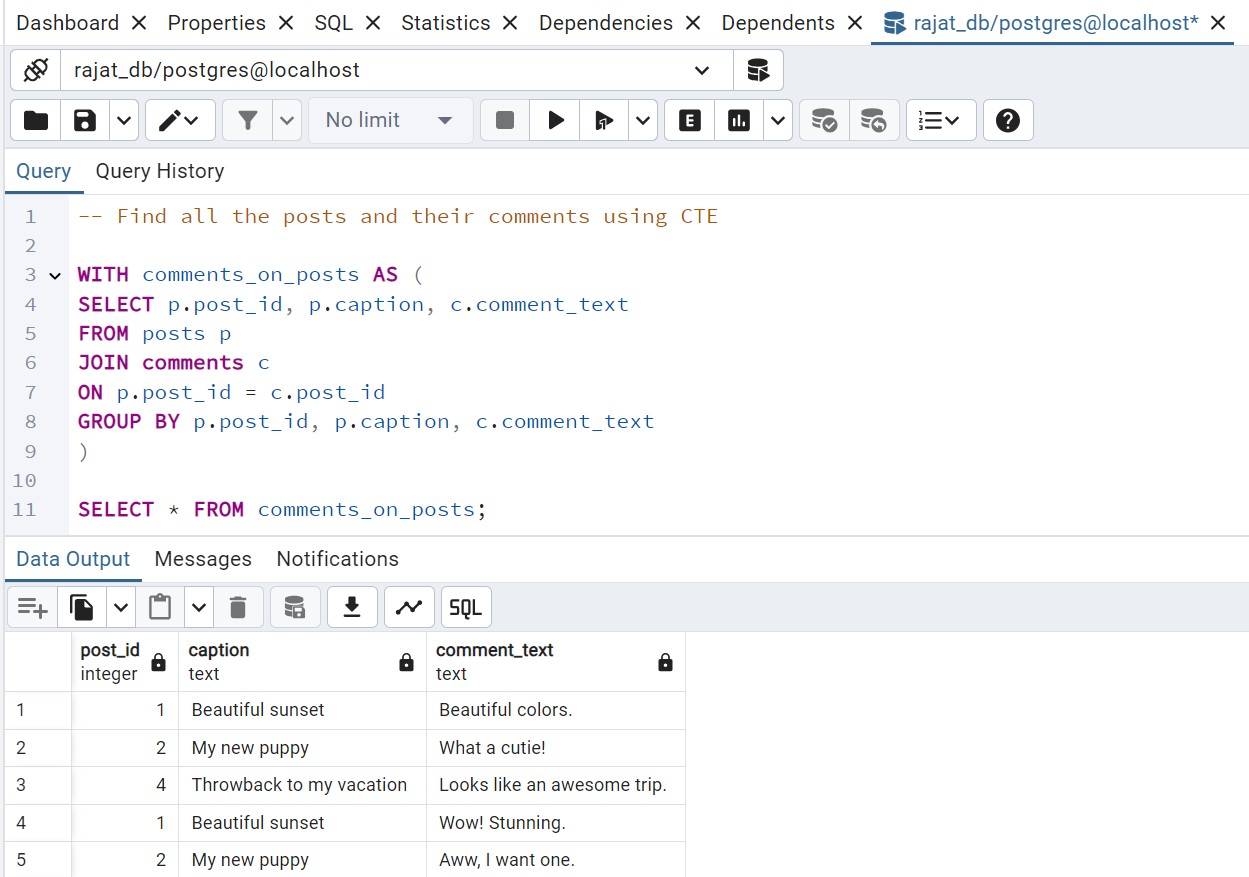 Dashboard Properties SQL Statistics Dependencies Dependents rajat_db/postgres@localhost*
rajat_db/postgres@localhost
No limit E
Query Query History
1 -- Find all the posts and their comments using CTE
2
3 WITH comments_on_posts AS (
4 SELECT p.post_id, p.caption, c.comment_text
5 FROM posts p
6 JOIN comments c
7 ON p.post_id = c.post_id
8 GROUP BY p.post_id, p.caption, c.comment_text
9 )
10
11 SELECT * FROM comments_on_posts;
Data Output Messages Notifications
SQL
post_id caption comment_text
integer text text
1 1 Beautiful sunset Beautiful colors.
2 2 My new puppy What a cutie!
3 4 Throwback to my vacation Looks like an awesome trip.
4 1 Beautiful sunset Wow! Stunning.
5 2 My new puppy Aww, I want one.